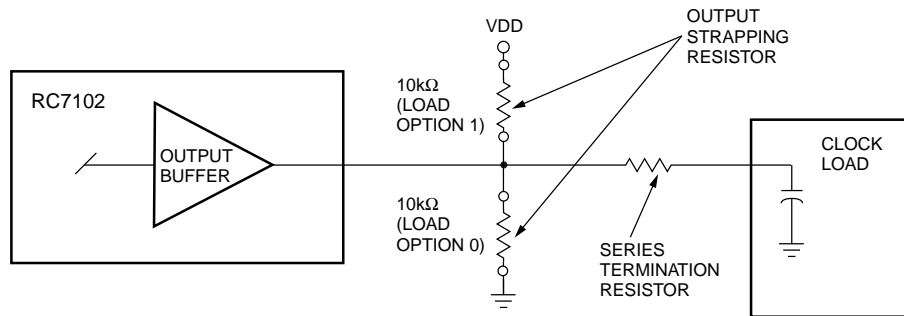 OUTPUT
STRAPPING
RESISTOR
VDD
RC7102
10kΩ
(LOAD
OPTION 1)
OUTPUT
BUFFER
CLOCK
LOAD
10kΩ
(LOAD
OPTION 0)
SERIES
TERMINATION
RESISTOR